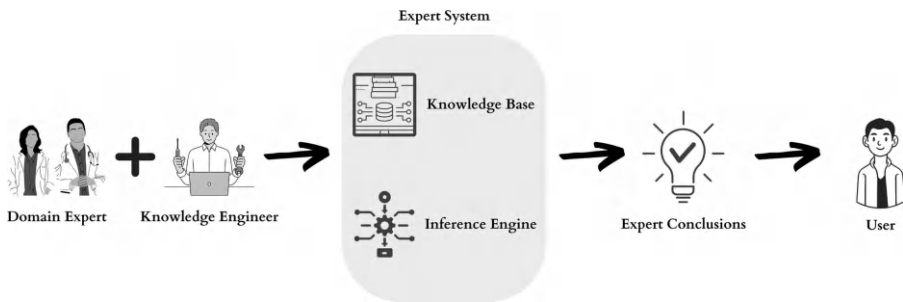 Expert System
Knowledge Base
Domain Expert
Knowledge Engineer
Inference Engine
Expert Conclusions
User